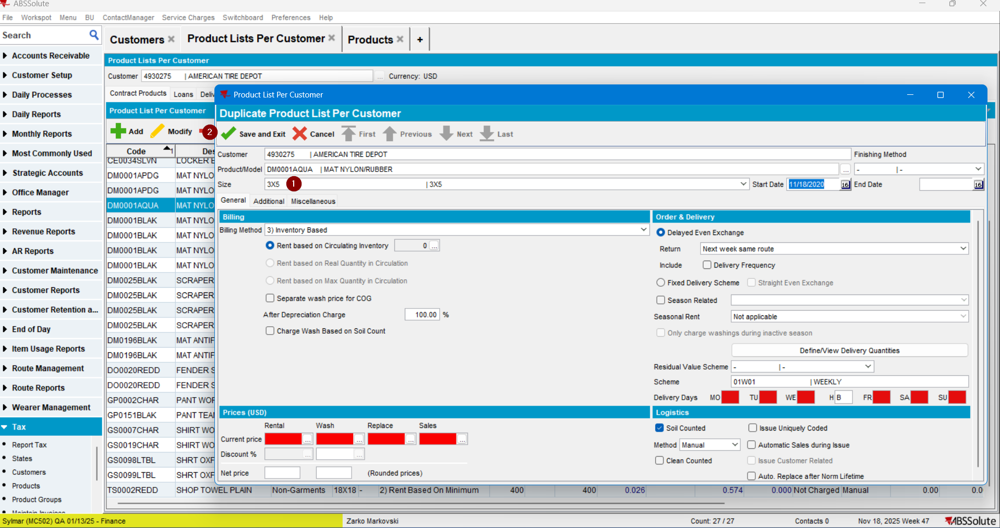 ABSSolute
File Workspot Menu BU ContactManager Service Charges Switchboard Preferences Help
Search
Customers Product Lists Per Customer Products +
Accounts Receivable
Customer Setup
Daily Processes
Daily Reports
Monthly Reports
Most Commonly Used
Strategic Accounts
Office Manager
Reports
Revenue Reports
AR Reports
Customer Maintenance
Customer Reports
Customer Retention a...
End of Day
Item Usage Reports
Route Management
Route Reports
Wearer Management
Tax
Report Tax
States
Customers
Products
Product Groups
Maintain Invoices
Product Lists Per Customer
Customer 4930275 | AMERICAN TIRE DEPOT ... Currency: USD
Contract Products Loans Deliv
Product List Per Customer
Add Modify
Code 1 Des
CE0034SLVN LOCKER E
DM0001APDG MAT NYLO
DM0001APDG MAT NYLO
DM0001AQUA MAT NYLO
DM0001BLAK MAT NYLO
DM0001BLAK MAT NYLO
DM0001BLAK MAT NYLO
DM0001BLAK MAT NYLO
DM0025BLAK SCRAPER
DM0025BLAK SCRAPER
DM0025BLAK SCRAPER
DM0025BLAK SCRAPER
DM0196BLAK MAT ANTIF
DM0196BLAK MAT ANTIF
DO0020REDD FENDER S
DO0020REDD FENDER S
GP0002CHAR PANT WOR
GP0151BLAK PANT TEA
GS0007CHAR SHIRT WO
GS0019CHAR SHIRT WO
GS0098LTBL SHRT OXF
GS0099LTBL SHRT OXF
TS0002REDD SHOP TOWEL PLAIN Non-Garments 18X18 - 2) Rent Based On Minimum 400 400 0.026 0.574 0.000 Not Charged Manual 0.00 0.0
Product List Per Customer
Duplicate Product List Per Customer
2 Save and Exit Cancel First Previous Next Last
Customer 4930275 | AMERICAN TIRE DEPOT Finishing Method
Product/Model DM0001AQUA | MAT NYLON/RUBBER ... - | -
Size 3X5 1 | 3X5 Start Date 11/18/2020 16 End Date 16
General Additional Miscellaneous
Billing
Billing Method 3) Inventory Based
Rent based on Circulating Inventory 0 ...
Rent based on Real Quantity in Circulation
Rent based on Max Quantity in Circulation
Separate wash price for COG
After Depreciation Charge 100.00 %
Charge Wash Based on Soil Count
Order & Delivery
Delayed Even Exchange
Return Next week same route
Include Delivery Frequency
Fixed Delivery Scheme Straight Even Exchange
Season Related
Seasonal Rent Not applicable
Only charge washings during inactive season
Define/View Delivery Quantities
Residual Value Scheme - | -
Scheme 01W01 | WEEKLY
Delivery Days MO TU WE H B FR SA SU
Prices (USD)
Rental Wash Replace Sales
Current price ... ... ... ...
Discount % ... ...
Net price (Rounded prices)
Logistics
Soil Counted Issue Uniquely Coded
Method Manual Automatic Sales during Issue
Clean Counted Issue Customer Related
Auto. Replace after Norm Lifetime
Sylmar (MC502) QA 01/13/25 - Finance Zarko Markovski Count: 27 / 27 Contacts 0 Nov 18, 2025 Week 47 ABSSolute